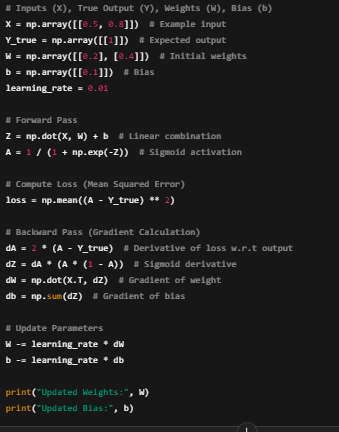 # Inputs (X), True Output (Y), Weights (W), Bias (b)
X = np.array([[0.5, 0.8]])  # Example input
Y_true = np.array([[1]])  # Expected output
W = np.array([[0.2], [0.4]])  # Initial weights
b = np.array([[0.1]])  # Bias
learning_rate = 0.01
# Forward Pass
Z = np.dot(X, W) + b  # Linear combination
A = 1 / (1 + np.exp(-Z))  # Sigmoid activation
# Compute Loss (Mean Squared Error)
loss = np.mean((A - Y_true) ** 2)
# Backward Pass (Gradient Calculation)
dA = 2 * (A - Y_true)  # Derivative of loss w.r.t output
dZ = dA * (A * (1 - A))  # Sigmoid derivative
dW = np.dot(X.T, dZ)  # Gradient of weight
db = np.sum(dZ)  # Gradient of bias
# Update Parameters
W -= learning_rate * dW
b -= learning_rate * db
print("Updated Weights:", W)
print("Updated Bias:", b)